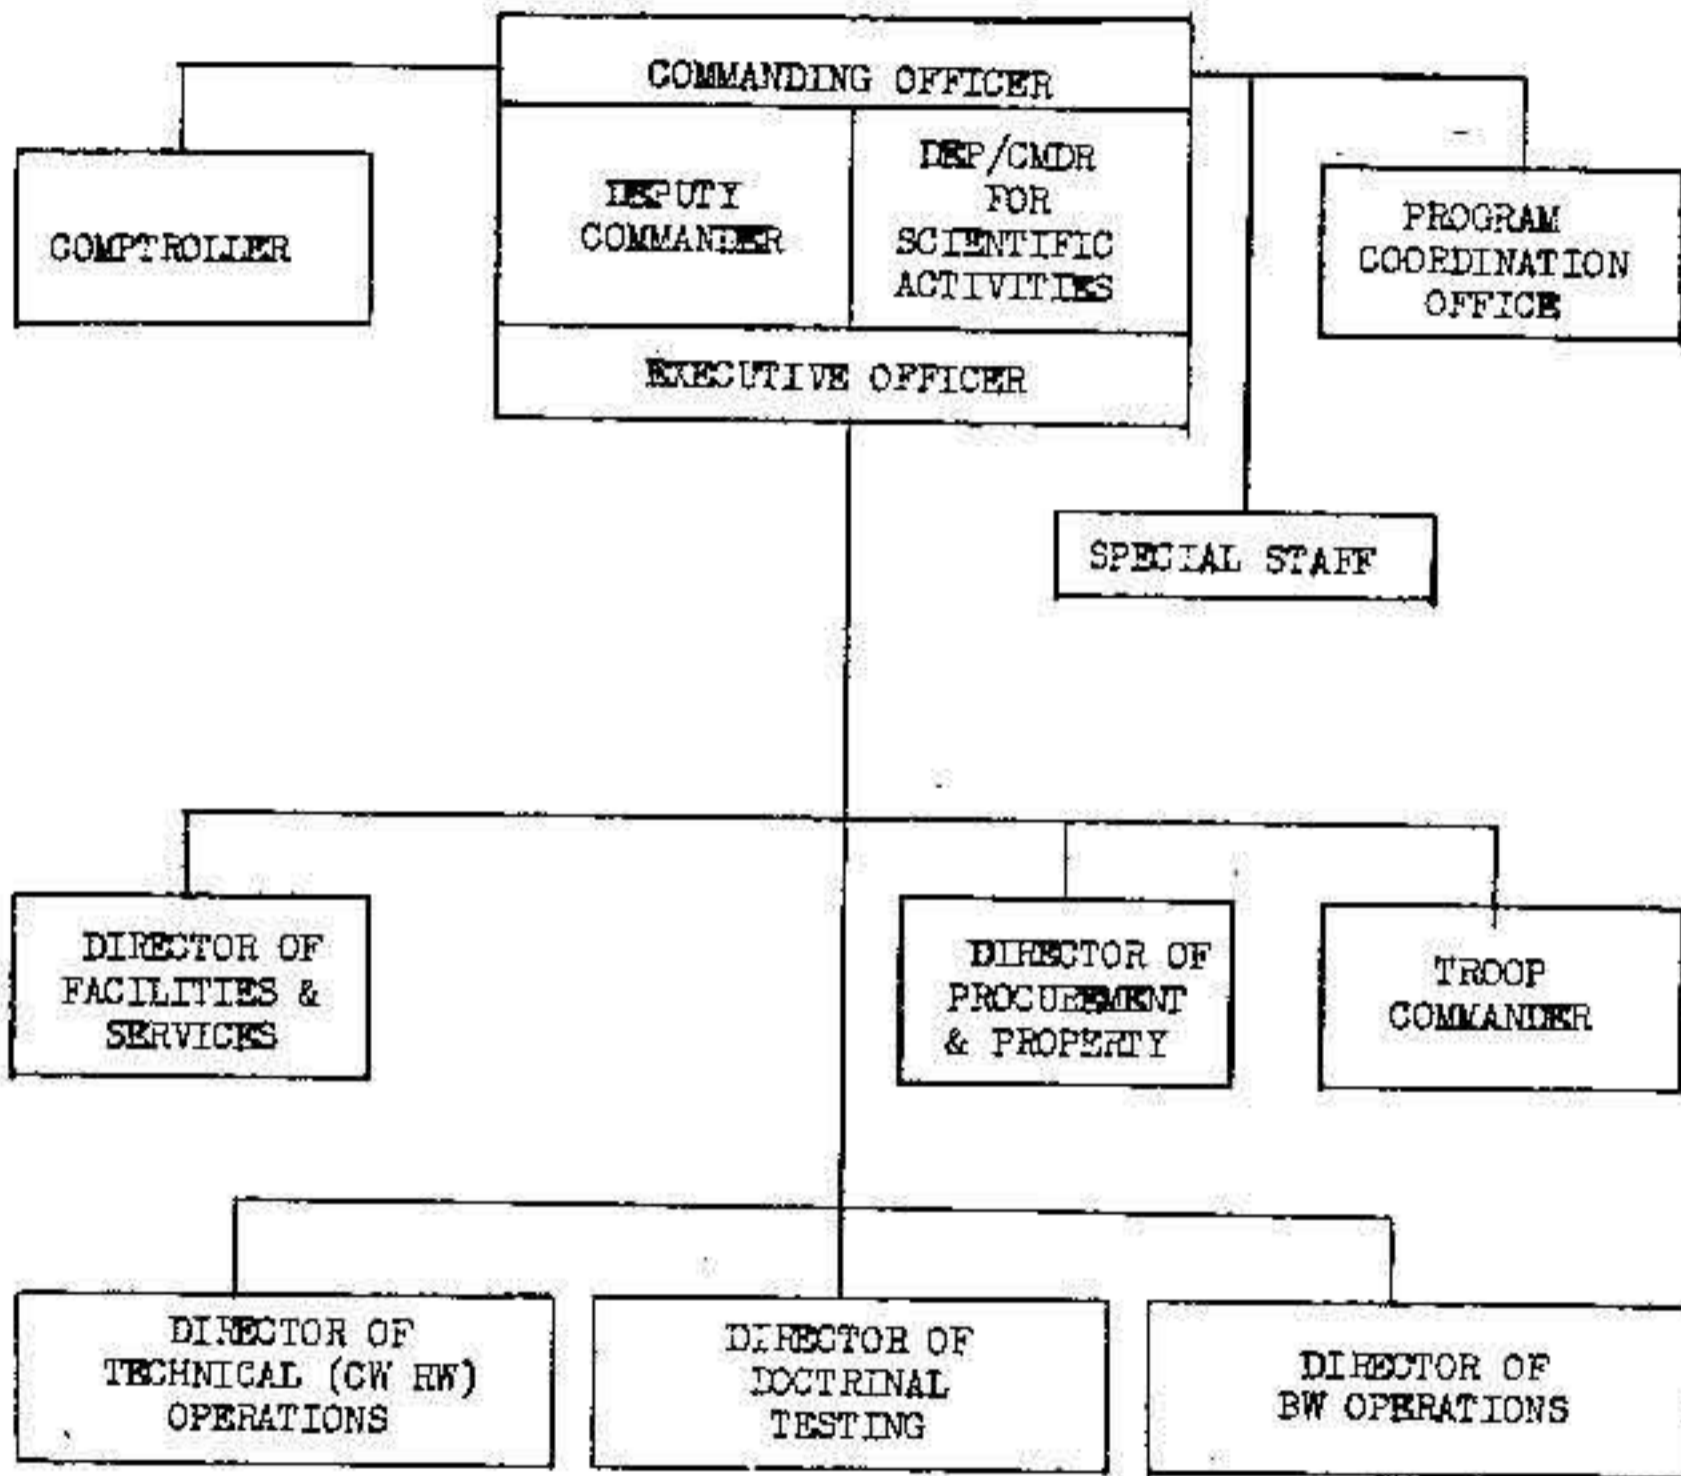 COMMANDING OFFICER
DEPUTY
COMMANDER
DEP/CMDR
FOR
SCIENTIFIC
ACTIVITIES
EXECUTIVE OFFICER
COMPTROLLER
PROGRAM
COORDINATION
OFFICE
SPECIAL STAFF
DIRECTOR OF
FACILITIES &
SERVICES
DIRECTOR OF
PROCUREMENT
& PROPERTY
TROOP
COMMANDER
DIRECTOR OF
TECHNICAL (CW RW)
OPERATIONS
DIRECTOR OF
DOCTRINAL
TESTING
DIRECTOR OF
BW OPERATIONS